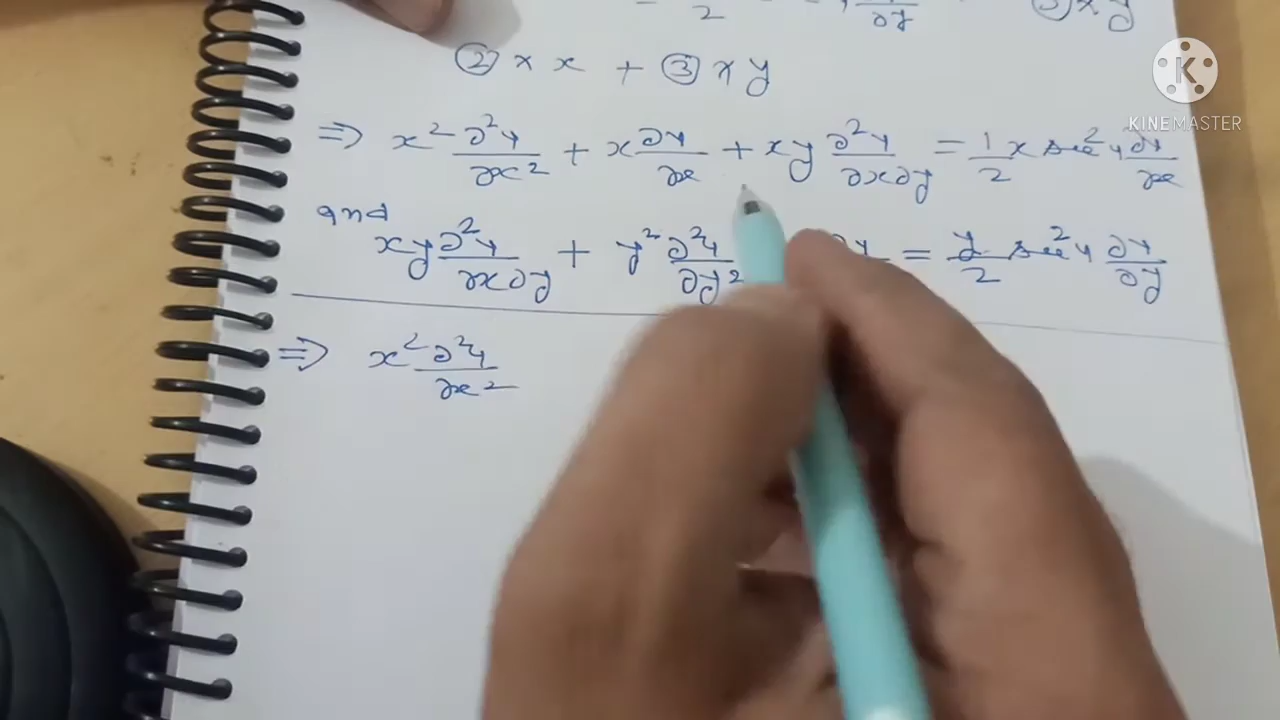 ② × x + ③ × y
KINEMASTER
⇒ x² ∂²u/∂x² + x ∂u/∂x + xy ∂²u/∂x∂y = 1/2 x sec² u ∂u/∂x
and
xy ∂²u/∂x∂y + y² ∂²u/∂y² = y/2 sec² u ∂u/∂y
⇒ x² ∂²u/∂x²